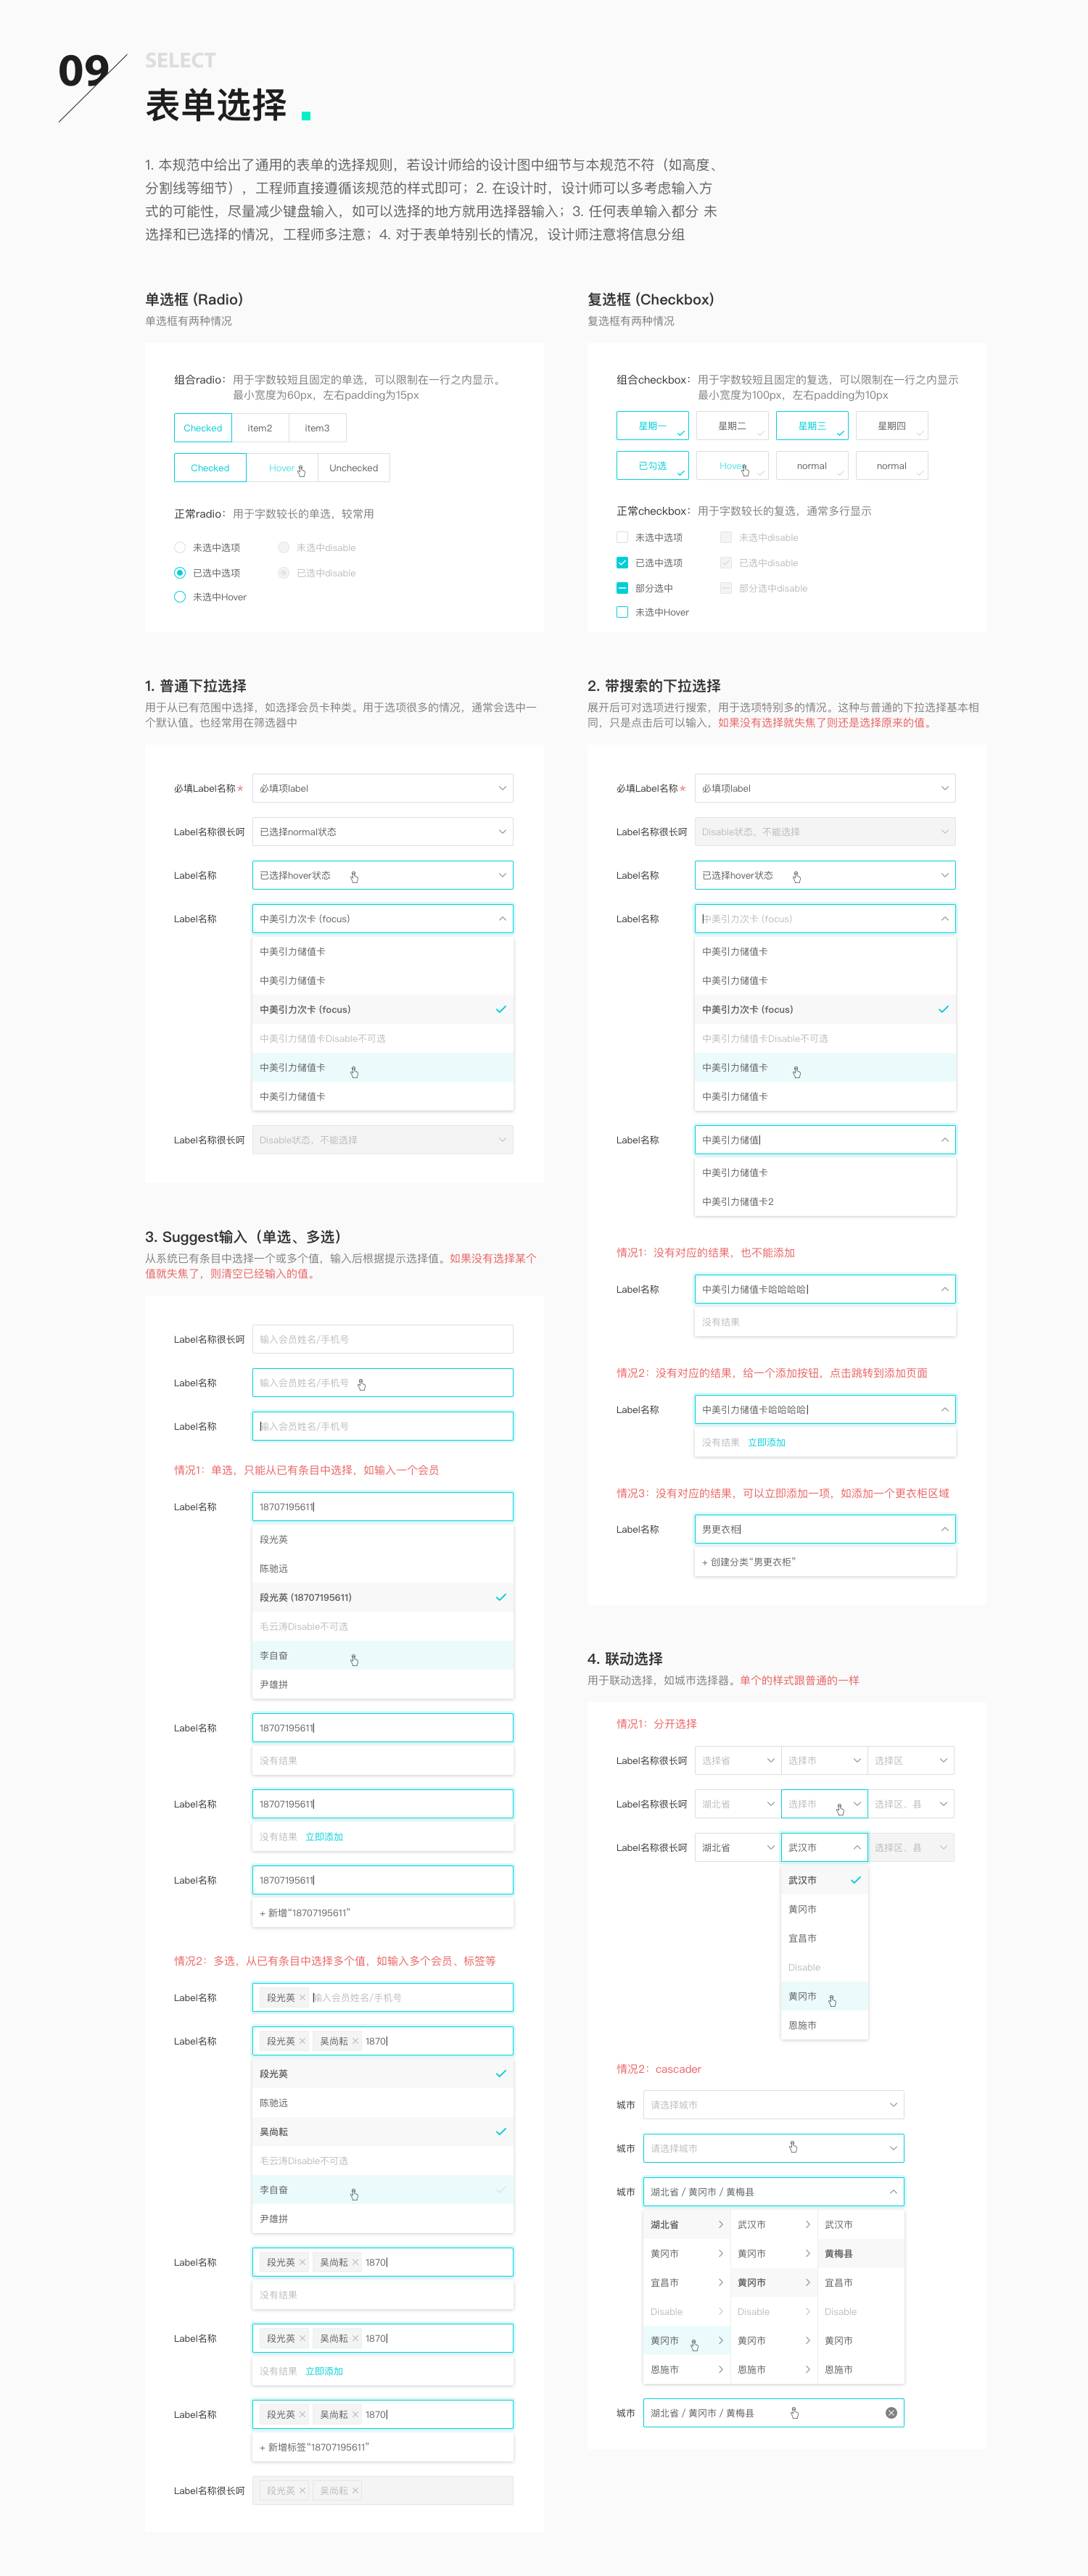 09
SELECT
表单选择
1. 本规范中给出了通用的表单的选择规则，若设计师给的设计图中细节与本规范不符（如高度、
分割线等细节），工程师直接遵循该规范的样式即可；2. 在设计时，设计师可以多考虑输入方
式的可能性，尽量减少键盘输入，如可以选择的地方就用选择器输入；3. 任何表单输入都分 未
选择和已选择的情况，工程师多注意；4. 对于表单特别长的情况，设计师注意将信息分组
单选框 (Radio)
单选框有两种情况
组合radio：用于字数较短且固定的单选，可以限制在一行之内显示。
最小宽度为60px，左右padding为15px
Checked item2 item3
Checked Hover Unchecked
正常radio：用于字数较长的单选，较常用
未选中选项 未选中disable
已选中选项 已选中disable
未选中Hover
复选框 (Checkbox)
复选框有两种情况
组合checkbox：用于字数较短且固定的复选，可以限制在一行之内显示
最小宽度为100px，左右padding为10px
星期一 星期二 星期三 星期四
已勾选 Hover normal normal
正常checkbox：用于字数较长的复选，通常多行显示
未选中选项 未选中disable
已选中选项 已选中disable
部分选中 部分选中disable
未选中Hover
1. 普通下拉选择
用于从已有范围中选择，如选择会员卡种类。用于选项很多的情况，通常会选中一
个默认值。也经常用在筛选器中
必填Label名称* 必填项label
Label名称很长呵 已选择normal状态
Label名称 已选择hover状态
Label名称 中美引力次卡 (focus)
中美引力储值卡
中美引力储值卡
中美引力次卡 (focus)
中美引力储值卡Disable不可选
中美引力储值卡
中美引力储值卡
Label名称很长呵 Disable状态，不能选择
2. 带搜索的下拉选择
展开后可对选项进行搜索，用于选项特别多的情况。这种与普通的下拉选择基本相
同，只是点击后可以输入，如果没有选择就失焦了则还是选择原来的值。
必填Label名称* 必填项label
Label名称很长呵 Disable状态，不能选择
Label名称 已选择hover状态
Label名称 中美引力次卡 (focus)
中美引力储值卡
中美引力储值卡
中美引力次卡 (focus)
中美引力储值卡Disable不可选
中美引力储值卡
中美引力储值卡
Label名称 中美引力储值
中美引力储值卡
中美引力储值卡2
情况1：没有对应的结果，也不能添加
Label名称 中美引力储值卡哈哈哈哈
没有结果
情况2：没有对应的结果，给一个添加按钮，点击跳转到添加页面
Label名称 中美引力储值卡哈哈哈哈
没有结果 立即添加
情况3：没有对应的结果，可以立即添加一项，如添加一个更衣柜区域
Label名称 男更衣柜
+ 创建分类“男更衣柜”
3. Suggest输入（单选、多选）
从系统已有条目中选择一个或多个值，输入后根据提示选择值。如果没有选择某个
值就失焦了，则清空已经输入的值。
Label名称很长呵 输入会员姓名/手机号
Label名称 输入会员姓名/手机号
Label名称 输入会员姓名/手机号
情况1：单选，只能从已有条目中选择，如输入一个会员
Label名称 18707195611
段光英
陈驰远
段光英 (18707195611)
毛云涛Disable不可选
李自奋
尹雄拼
Label名称 18707195611
没有结果
Label名称 18707195611
没有结果 立即添加
Label名称 18707195611
+ 新增“18707195611”
情况2：多选，从已有条目中选择多个值，如输入多个会员、标签等
Label名称 段光英 输入会员姓名/手机号
Label名称 段光英 吴尚耘 1870
段光英
陈驰远
吴尚耘
毛云涛Disable不可选
李自奋
尹雄拼
Label名称 段光英 吴尚耘 1870
没有结果
Label名称 段光英 吴尚耘 1870
没有结果 立即添加
Label名称 段光英 吴尚耘 1870
+ 新增标签“18707195611”
Label名称很长呵 段光英 吴尚耘
4. 联动选择
用于联动选择，如城市选择器。单个的样式跟普通的一样
情况1：分开选择
Label名称很长呵 选择省 选择市 选择区
Label名称很长呵 湖北省 选择市 选择区、县
Label名称很长呵 湖北省 武汉市 选择区、县
武汉市
黄冈市
宜昌市
Disable
黄冈市
恩施市
情况2：cascader
城市 请选择城市
城市 请选择城市
城市 湖北省 / 黄冈市 / 黄梅县
湖北省 武汉市 武汉市
黄冈市 黄冈市 黄梅县
宜昌市 黄冈市 宜昌市
Disable Disable Disable
黄冈市 黄冈市 黄冈市
恩施市 恩施市 恩施市
城市 湖北省 / 黄冈市 / 黄梅县